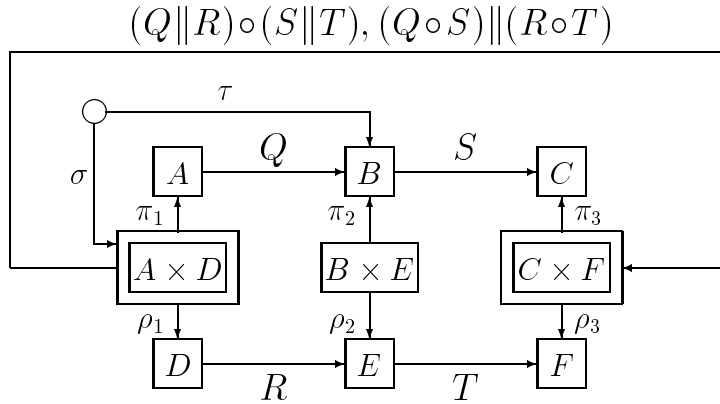 (Q∥R)∘(S∥T), (Q∘S)∥(R∘T)
τ
σ
A Q B S C
π₁ π₂ π₃
A × D B × E C × F
ρ₁ ρ₂ ρ₃
D R E T F